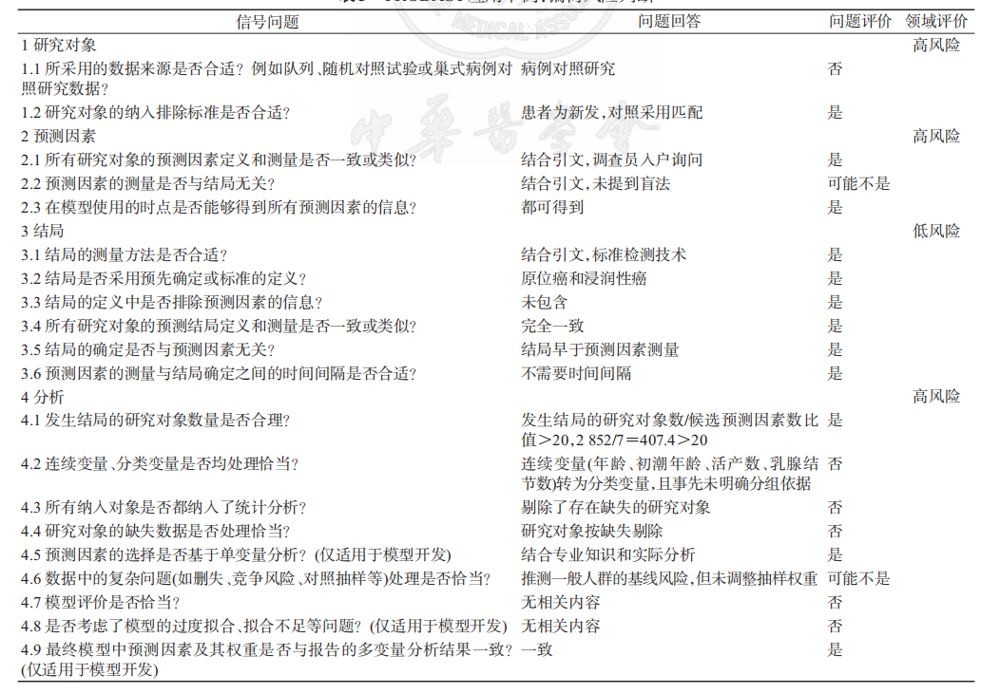 信号问题 问题回答 问题评价 领域评价
1 研究对象 高风险
1.1 所采用的数据来源是否合适？例如队列、随机对照试验或巢式病例对 病例对照研究 否
照研究数据？
1.2 研究对象的纳入排除标准是否合适？ 患者为新发，对照采用匹配 是
2 预测因素 高风险
2.1 所有研究对象的预测因素定义和测量是否一致或类似？ 结合引文，调查员入户询问 是
2.2 预测因素的测量是否与结局无关？ 结合引文，未提到盲法 可能不是
2.3 在模型使用的时点是否能够得到所有预测因素的信息？ 都可得到 是
3 结局 低风险
3.1 结局的测量方法是否合适？ 结合引文，标准检测技术 是
3.2 结局是否采用预先确定或标准的定义？ 原位癌和浸润性癌 是
3.3 结局的定义中是否排除预测因素的信息？ 未包含 是
3.4 所有研究对象的预测结局定义和测量是否一致或类似？ 完全一致 是
3.5 结局的确定是否与预测因素无关？ 结局早于预测因素测量 是
3.6 预测因素的测量与结局确定之间的时间间隔是否合适？ 不需要时间间隔 是
4 分析 高风险
4.1 发生结局的研究对象数量是否合理？ 发生结局的研究对象数/候选预测因素数比 是
值＞20，2 852/7＝407.4＞20
4.2 连续变量、分类变量是否均处理恰当？ 连续变量(年龄、初潮年龄、活产数、乳腺结 否
节数)转为分类变量，且事先未明确分组依据
4.3 所有纳入对象是否都纳入了统计分析？ 剔除了存在缺失的研究对象 否
4.4 研究对象的缺失数据是否处理恰当？ 研究对象按缺失剔除 否
4.5 预测因素的选择是否基于单变量分析？(仅适用于模型开发) 结合专业知识和实际分析 是
4.6 数据中的复杂问题(如删失、竞争风险、对照抽样等)处理是否恰当？ 推测一般人群的基线风险，但未调整抽样权重 可能不是
4.7 模型评价是否恰当？ 无相关内容 否
4.8 是否考虑了模型的过度拟合、拟合不足等问题？(仅适用于模型开发) 无相关内容 否
4.9 最终模型中预测因素及其权重是否与报告的多变量分析结果一致？ 一致 是
(仅适用于模型开发)
MEDICAL ASSO
中华医学会